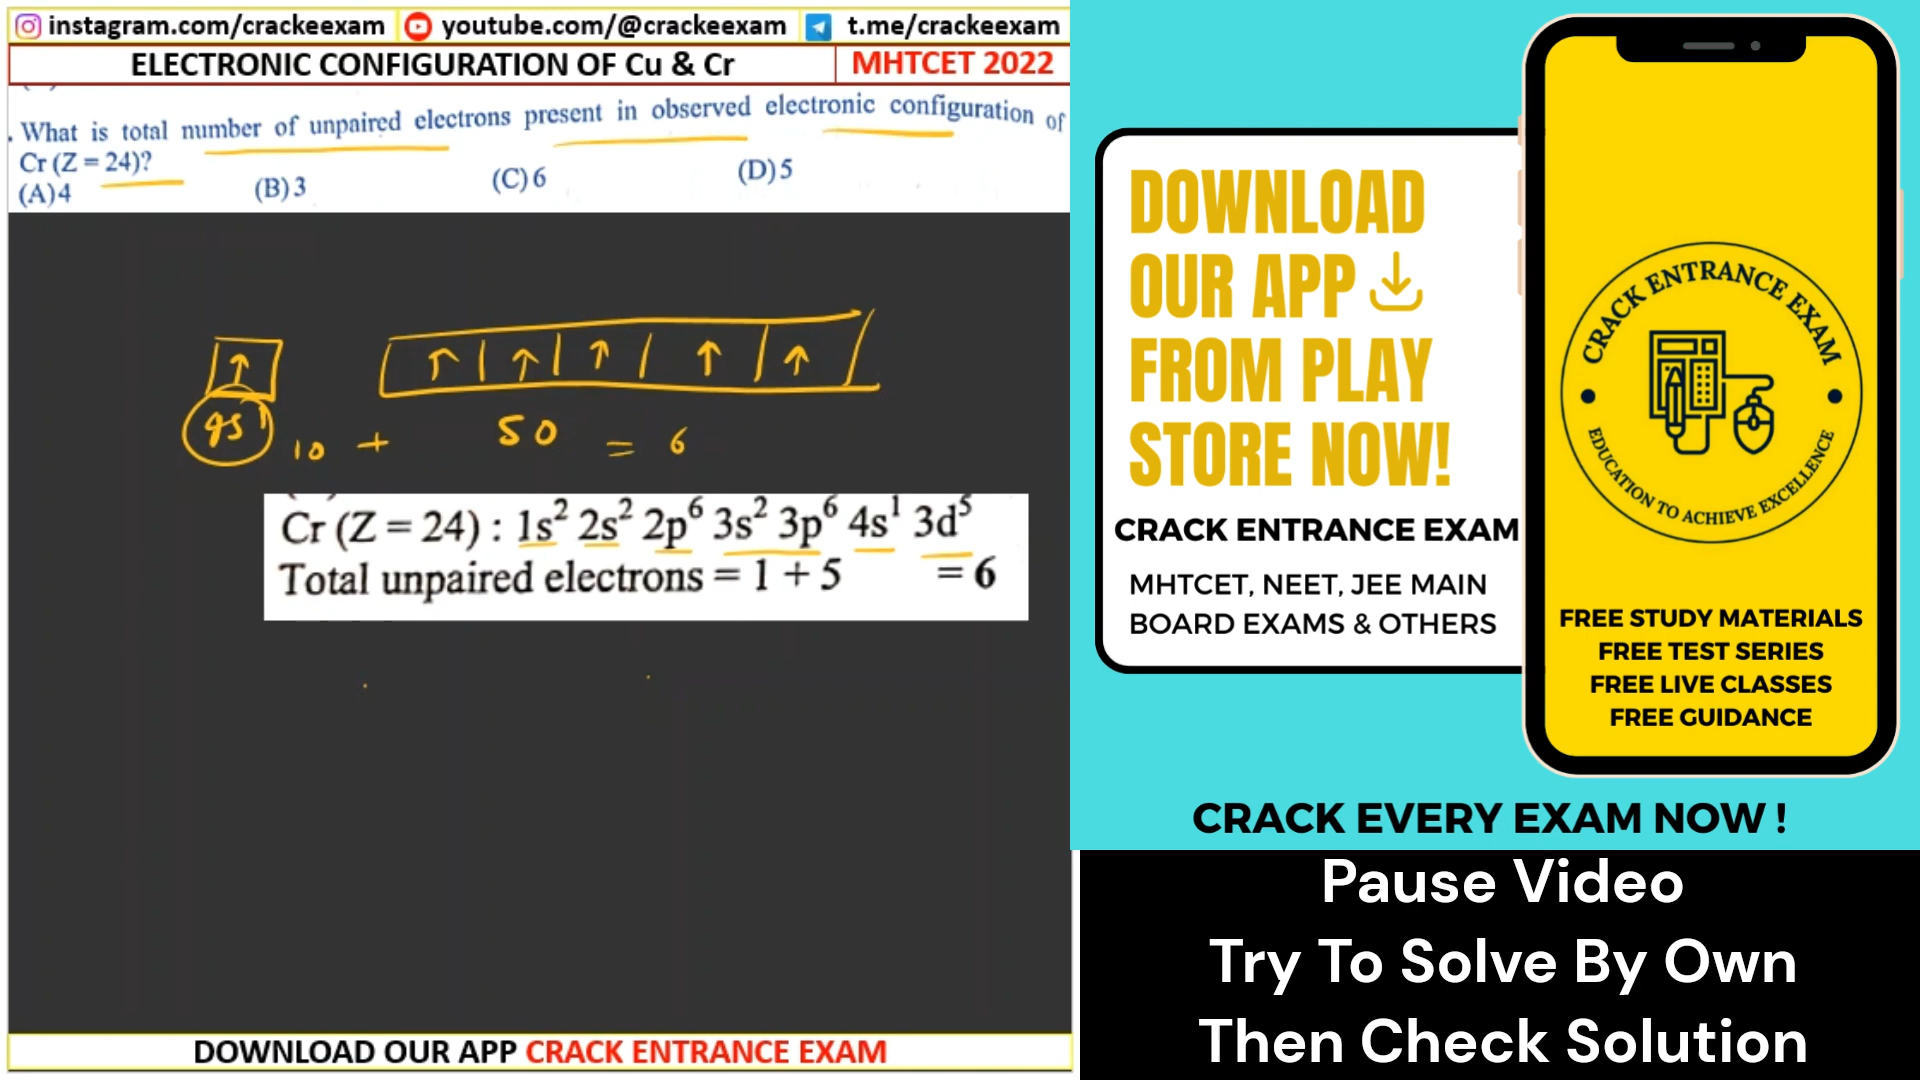 instagram.com/crackeexam youtube.com/@crackeexam t.me/crackeexam
ELECTRONIC CONFIGURATION OF Cu & Cr MHTCET 2022
. What is total number of unpaired electrons present in observed electronic configuration of
Cr (Z = 24)?
(A) 4 (B) 3 (C) 6 (D) 5
↑ ↑ ↑ ↑ ↑ ↑
4s¹ 10 + 50 = 6
Cr (Z = 24) : 1s² 2s² 2p⁶ 3s² 3p⁶ 4s¹ 3d⁵
Total unpaired electrons = 1 + 5 = 6
DOWNLOAD OUR APP CRACK ENTRANCE EXAM
DOWNLOAD
OUR APP
FROM PLAY
STORE NOW!
CRACK ENTRANCE EXAM
MHTCET, NEET, JEE MAIN
BOARD EXAMS & OTHERS
CRACK ENTRANCE EXAM
EDUCATION TO ACHIEVE EXCELLENCE
FREE STUDY MATERIALS
FREE TEST SERIES
FREE LIVE CLASSES
FREE GUIDANCE
CRACK EVERY EXAM NOW !
Pause Video
Try To Solve By Own
Then Check Solution